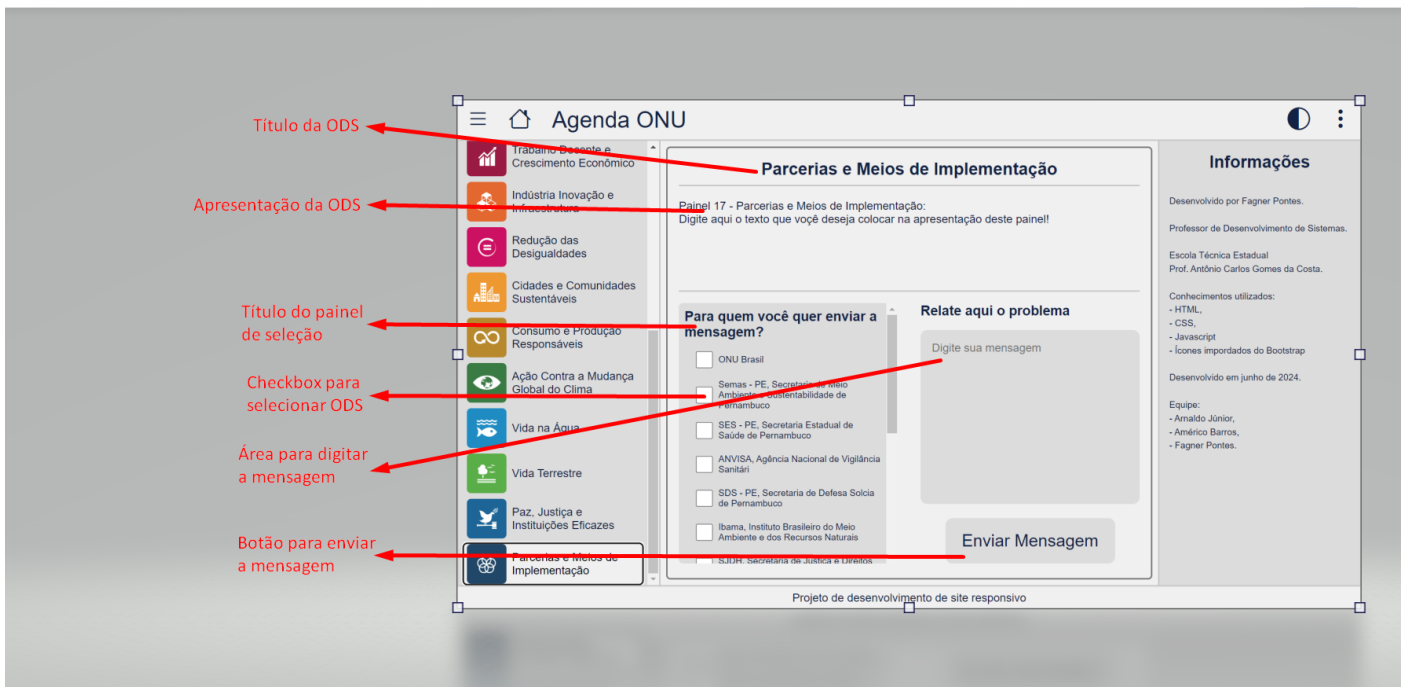 Agenda ONU
Título da ODS
Apresentação da ODS
Título do painel
de seleção
Checkbox para
selecionar ODS
Área para digitar
a mensagem
Botão para enviar
a mensagem
Trabalho Decente e
Crescimento Econômico
Indústria Inovação e
Infraestrutura
Redução das
Desigualdades
Cidades e Comunidades
Sustentáveis
Consumo e Produção
Responsáveis
Ação Contra a Mudança
Global do Clima
Vida na Água
Vida Terrestre
Paz, Justiça e
Instituições Eficazes
Parcerias e Meios de
Implementação
Parcerias e Meios de Implementação
Painel 17 - Parcerias e Meios de Implementação:
Digite aqui o texto que voçê deseja colocar na apresentação deste painel!
Para quem você quer enviar a
mensagem?
ONU Brasil
Semas - PE, Secretaria de Meio
Ambiente e Sustentabilidade de
Pernambuco
SES - PE, Secretaria Estadual de
Saúde de Pernambuco
ANVISA, Agência Nacional de Vigilância
Sanitári
SDS - PE, Secretaria de Defesa Solcia
de Pernambuco
Ibama, Instituto Brasileiro do Meio
Ambiente e dos Recursos Naturais
SJDH, Secretaria de Justiça e Direitos
Relate aqui o problema
Digite sua mensagem
Enviar Mensagem
Informações
Desenvolvido por Fagner Pontes.
Professor de Desenvolvimento de Sistemas.
Escola Técnica Estadual
Prof. Antônio Carlos Gomes da Costa.
Conhecimentos utilizados:
- HTML,
- CSS,
- Javascript
- Ícones impordados do Bootstrap
Desenvolvido em junho de 2024.
Equipe:
- Arnaldo Júnior,
- Américo Barros,
- Fagner Pontes.
Projeto de desenvolvimento de site responsivo